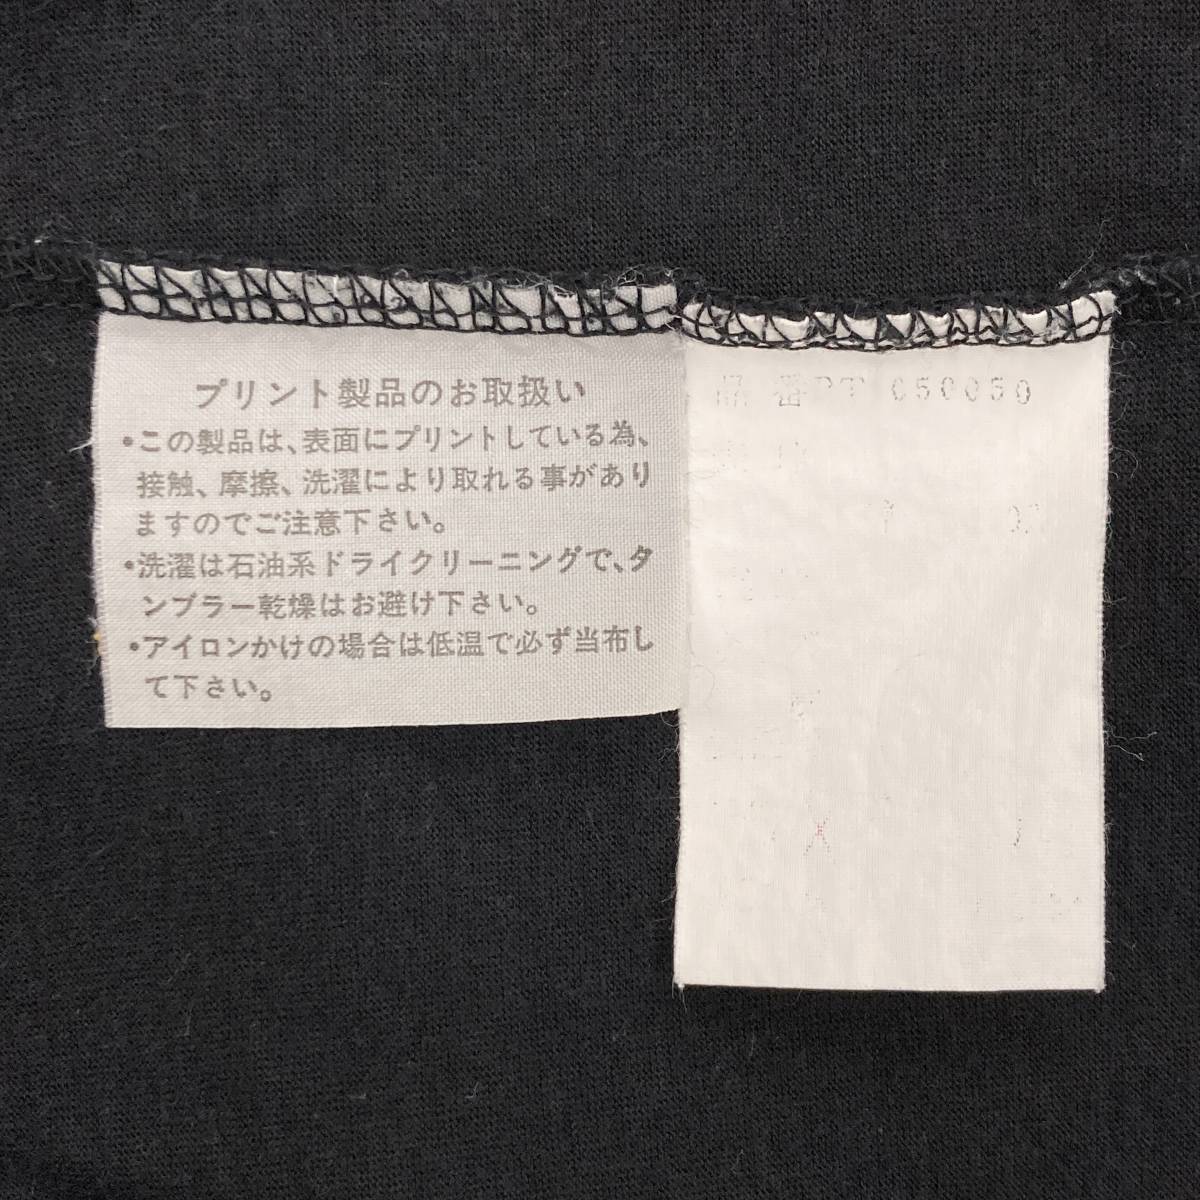 プリント製品のお取扱い
•この製品は、表面にプリントしている為、
接触、摩擦、洗濯により取れる事があり
ますのでご注意下さい。
•洗濯は石油系ドライクリーニングで、タ
ンブラー乾燥はお避け下さい。
•アイロンかけの場合は低温で必ず当布し
て下さい。
品 番PT 050050